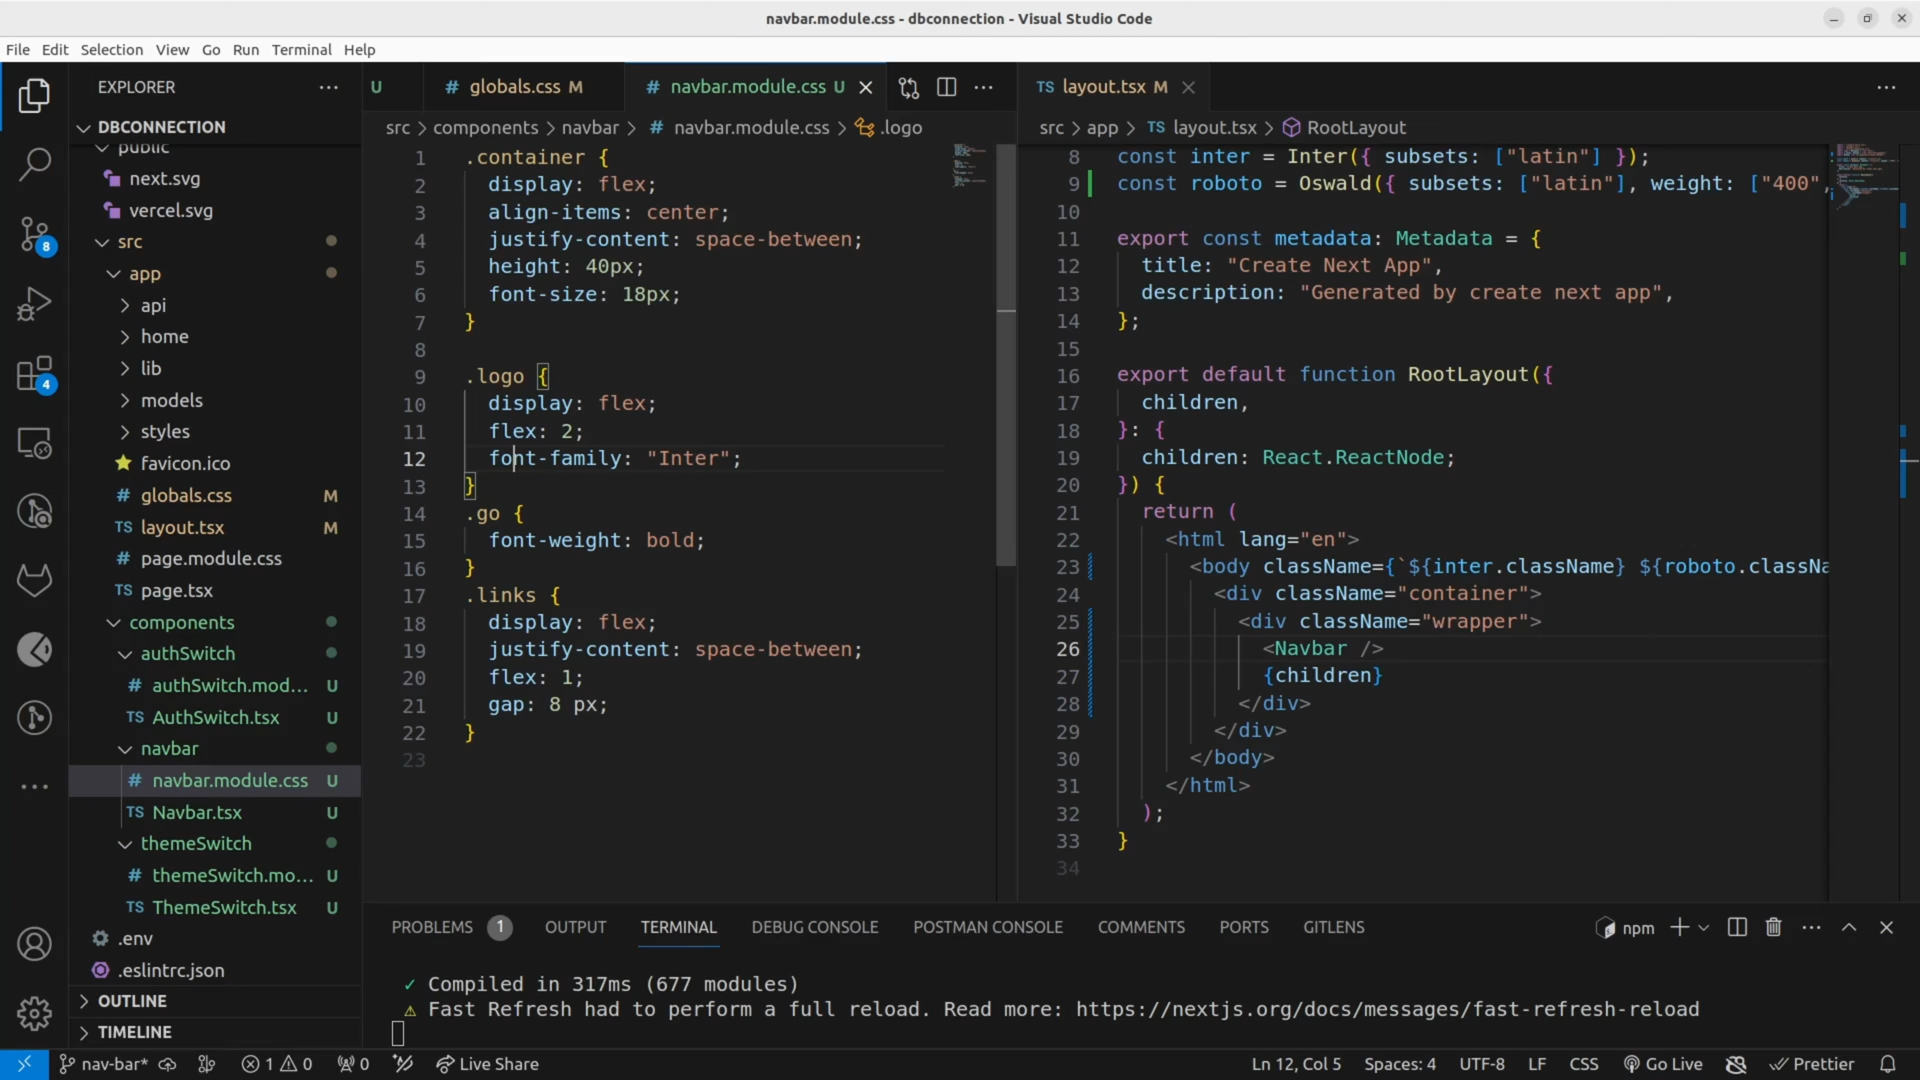 navbar.module.css - dbconnection - Visual Studio Code
File Edit Selection View Go Run Terminal Help
EXPLORER
DBCONNECTION
public
next.svg
vercel.svg
src
app
api
home
lib
models
styles
favicon.ico
# globals.css M
TS layout.tsx M
# page.module.css
TS page.tsx
components
authSwitch
# authSwitch.mod... U
TS AuthSwitch.tsx U
navbar
# navbar.module.css U
TS Navbar.tsx U
themeSwitch
# themeSwitch.mo... U
TS ThemeSwitch.tsx U
.env
.eslintrc.json
OUTLINE
TIMELINE
8
4
U # globals.css M # navbar.module.css U
src > components > navbar > # navbar.module.css > .logo
1 .container {
2 display: flex;
3 align-items: center;
4 justify-content: space-between;
5 height: 40px;
6 font-size: 18px;
7 }
8
9 .logo {
10 display: flex;
11 flex: 2;
12 font-family: "Inter";
13 }
14 .go {
15 font-weight: bold;
16 }
17 .links {
18 display: flex;
19 justify-content: space-between;
20 flex: 1;
21 gap: 8 px;
22 }
23
TS layout.tsx M
src > app > TS layout.tsx > RootLayout
8 const inter = Inter({ subsets: ["latin"] });
9 const roboto = Oswald({ subsets: ["latin"], weight: ["400",
10
11 export const metadata: Metadata = {
12 title: "Create Next App",
13 description: "Generated by create next app",
14 };
15
16 export default function RootLayout({
17 children,
18 }: {
19 children: React.ReactNode;
20 }) {
21 return (
22 <html lang="en">
23 <body className={`${inter.className} ${roboto.classNa
24 <div className="container">
25 <div className="wrapper">
26 <Navbar />
27 {children}
28 </div>
29 </div>
30 </body>
31 </html>
32 );
33 }
34
PROBLEMS 1 OUTPUT TERMINAL DEBUG CONSOLE POSTMAN CONSOLE COMMENTS PORTS GITLENS npm
✓ Compiled in 317ms (677 modules)
⚠ Fast Refresh had to perform a full reload. Read more: https://nextjs.org/docs/messages/fast-refresh-reload
nav-bar* 1 0 0 Live Share Ln 12, Col 5 Spaces: 4 UTF-8 LF CSS Go Live Prettier